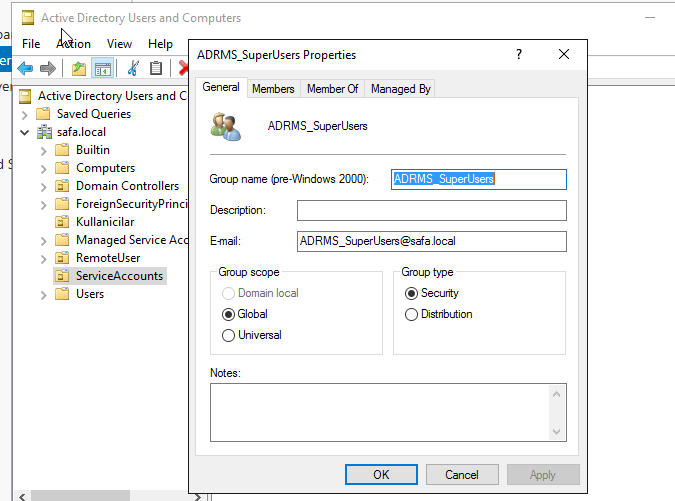 Active Directory Users and Computers
File Action View Help
Active Directory Users and C
Saved Queries
safa.local
Builtin
Computers
Domain Controllers
ForeignSecurityPrinci
Kullanicilar
Managed Service Acc
RemoteUser
ServiceAccounts
Users
ADRMS_SuperUsers Properties
?
General Members Member Of Managed By
ADRMS_SuperUsers
Group name (pre-Windows 2000): ADRMS_SuperUsers
Description:
E-mail: ADRMS_SuperUsers@safa.local
Group scope
Domain local
Global
Universal
Group type
Security
Distribution
Notes:
OK Cancel Apply